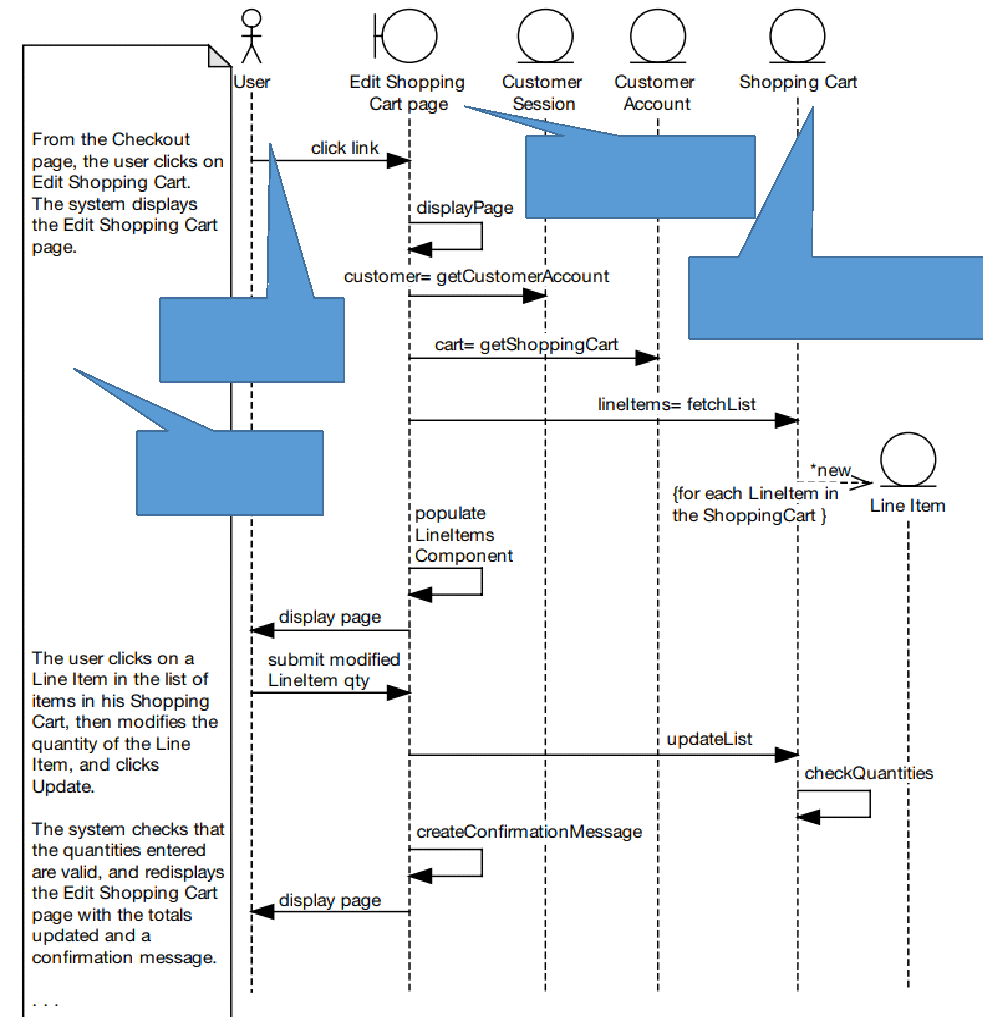 User
Edit Shopping
Cart page
Customer
Session
Customer
Account
Shopping Cart
From the Checkout
page, the user clicks on
Edit Shopping Cart.
The system displays
the Edit Shopping Cart
page.
click link
displayPage
customer= getCustomerAccount
cart= getShoppingCart
lineItems= fetchList
*new
{for each LineItem in
the ShoppingCart }
Line Item
populate
LineItems
Component
display page
The user clicks on a
Line Item in the list of
items in his Shopping
Cart, then modifies the
quantity of the Line
Item, and clicks
Update.
submit modified
LineItem qty
updateList
checkQuantities
The system checks that
the quantities entered
are valid, and redisplays
the Edit Shopping Cart
page with the totals
updated and a
confirmation message.
createConfirmationMessage
display page
. . .